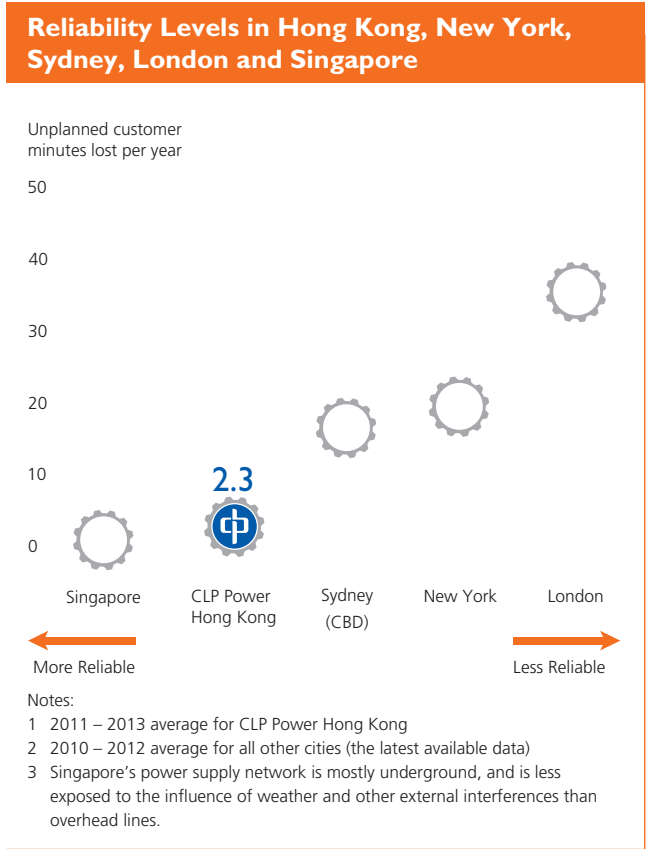 Reliability Levels in Hong Kong, New York,
Sydney, London and Singapore
Unplanned customer
minutes lost per year
50
40
30
20
10
0
2.3
Singapore
CLP Power
Hong Kong
Sydney
(CBD)
New York
London
More Reliable
Less Reliable
Notes:
1 2011 – 2013 average for CLP Power Hong Kong
2 2010 – 2012 average for all other cities (the latest available data)
3 Singapore’s power supply network is mostly underground, and is less
exposed to the influence of weather and other external interferences than
overhead lines.